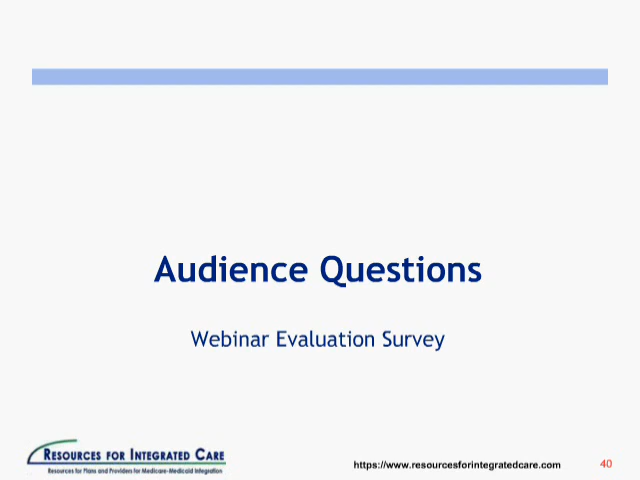 Audience Questions
Webinar Evaluation Survey
RESOURCES FOR INTEGRATED CARE
Resources for Plans and Providers for Medicare-Medicaid Integration
https://www.resourcesforintegratedcare.com
40